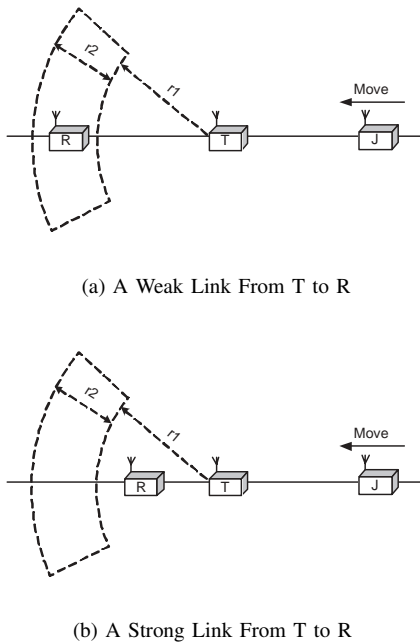 r2
r1
Move
R
T
J
(a) A Weak Link From T to R
r2
r1
Move
R
T
J
(b) A Strong Link From T to R